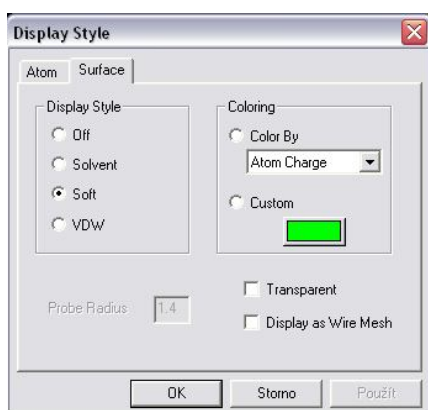 Display Style
Atom Surface
Display Style
Off
Solvent
Soft
VDW
Coloring
Color By
Atom Charge
Custom
Probe Radius 1.4
Transparent
Display as Wire Mesh
OK Storno Použít